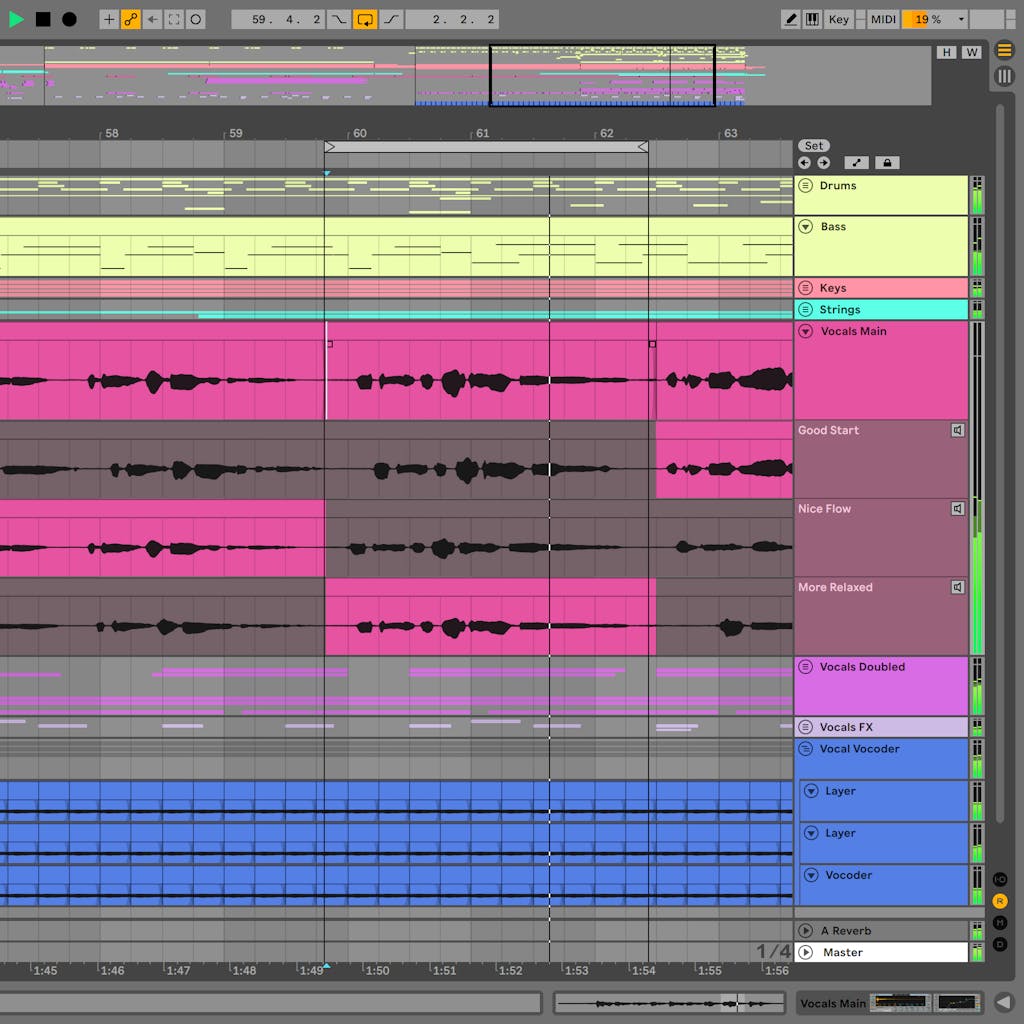 59. 4. 2
2. 2. 2
Key
MIDI
19 %
H W
58 59 60 61 62 63
Set
Drums
Bass
Keys
Strings
Vocals Main
Good Start
Nice Flow
More Relaxed
Vocals Doubled
Vocals FX
Vocal Vocoder
Layer
Layer
Vocoder
I·O
R
M
D
A Reverb
1/4
Master
1:45 1:46 1:47 1:48 1:49 1:50 1:51 1:52 1:53 1:54 1:55 1:56
Vocals Main